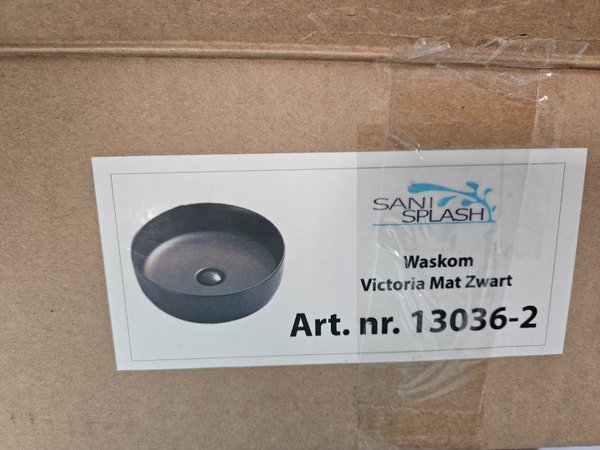 SANI
SPLASH
Waskom
Victoria Mat Zwart
Art. nr. 13036-2